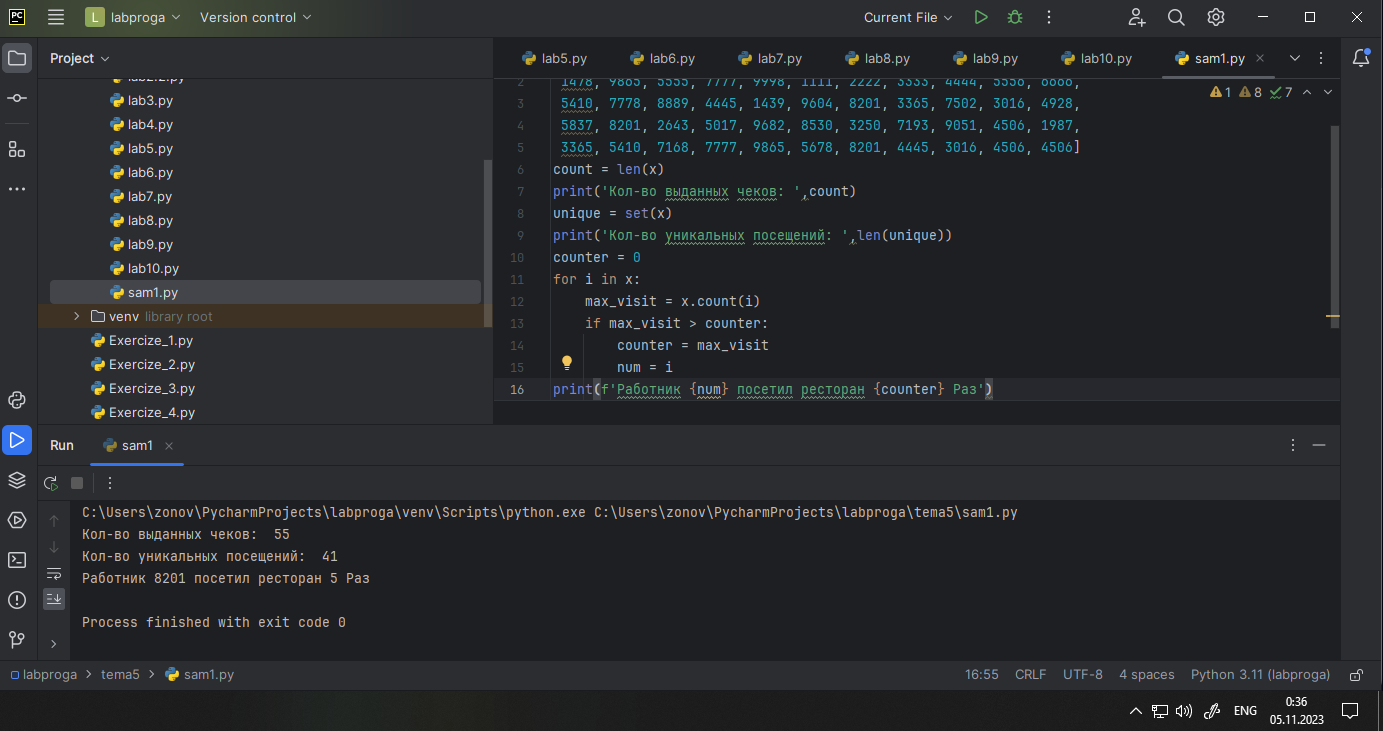 PC L labproga Version control Current File
Project
lab5.py lab6.py lab7.py lab8.py lab9.py lab10.py sam1.py
lab2.2.py
lab3.py
lab4.py
lab5.py
lab6.py
lab7.py
lab8.py
lab9.py
lab10.py
sam1.py
venv library root
Exercize_1.py
Exercize_2.py
Exercize_3.py
Exercize_4.py
1 8 7
2 1478, 9865, 5555, 7777, 9998, 1111, 2222, 3333, 4444, 5556, 6666,
3 5410, 7778, 8889, 4445, 1439, 9604, 8201, 3365, 7502, 3016, 4928,
4 5837, 8201, 2643, 5017, 9682, 8530, 3250, 7193, 9051, 4506, 1987,
5 3365, 5410, 7168, 7777, 9865, 5678, 8201, 4445, 3016, 4506, 4506]
6 count = len(x)
7 print('Кол-во выданных чеков: ',count)
8 unique = set(x)
9 print('Кол-во уникальных посещений: ',len(unique))
10 counter = 0
11 for i in x:
12 max_visit = x.count(i)
13 if max_visit > counter:
14 counter = max_visit
15 num = i
16 print(f'Работник {num} посетил ресторан {counter} Раз')
Run sam1
C:\Users\zonov\PycharmProjects\labproga\venv\Scripts\python.exe C:\Users\zonov\PycharmProjects\labproga\tema5\sam1.py
Кол-во выданных чеков:  55
Кол-во уникальных посещений:  41
Работник 8201 посетил ресторан 5 Раз
Process finished with exit code 0
labproga > tema5 > sam1.py 16:55 CRLF UTF-8 4 spaces Python 3.11 (labproga)
ENG 0:36
05.11.2023